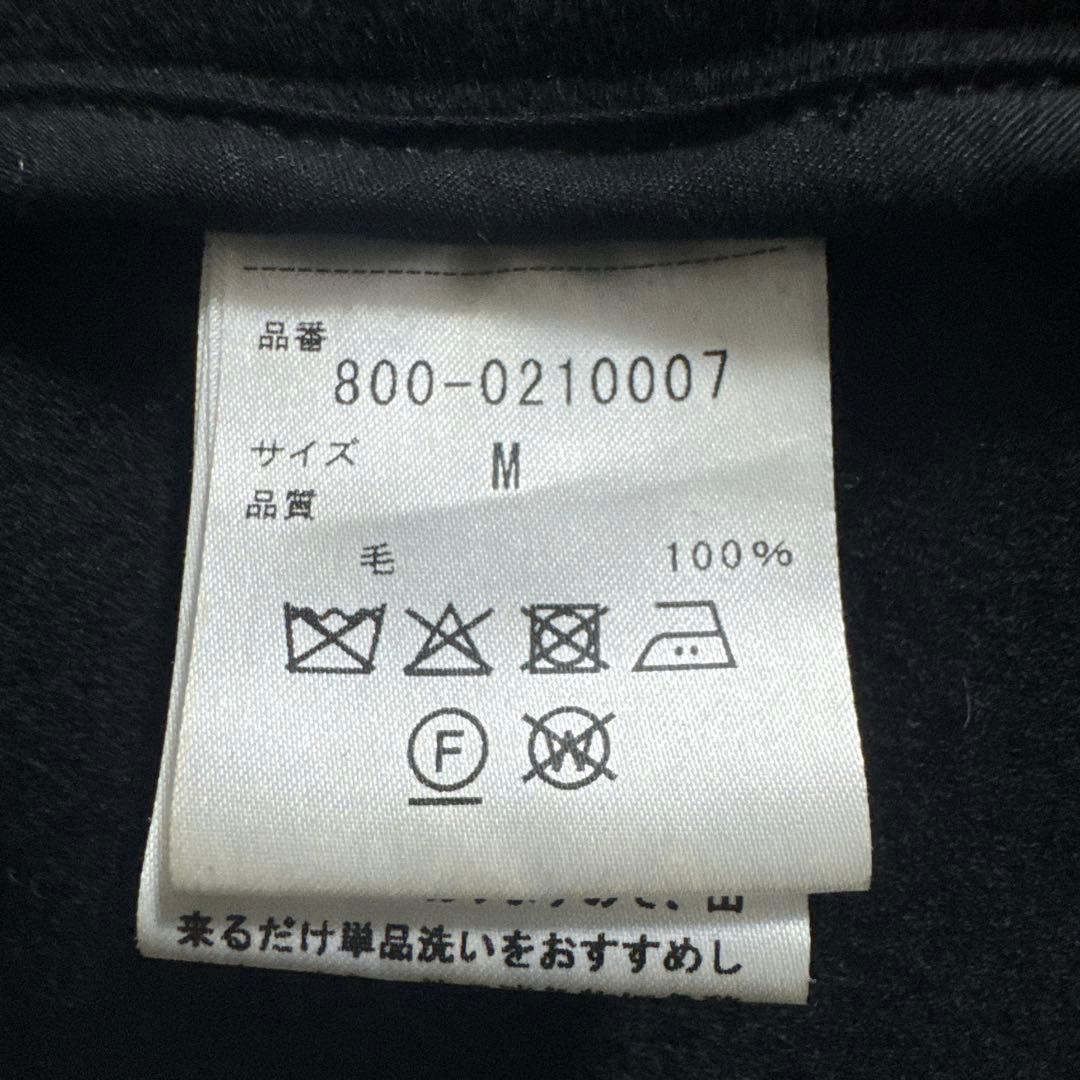 品番
800-0210007
サイズ M
品質
毛 100%
F W
来るだけ単品洗いをおすすめし